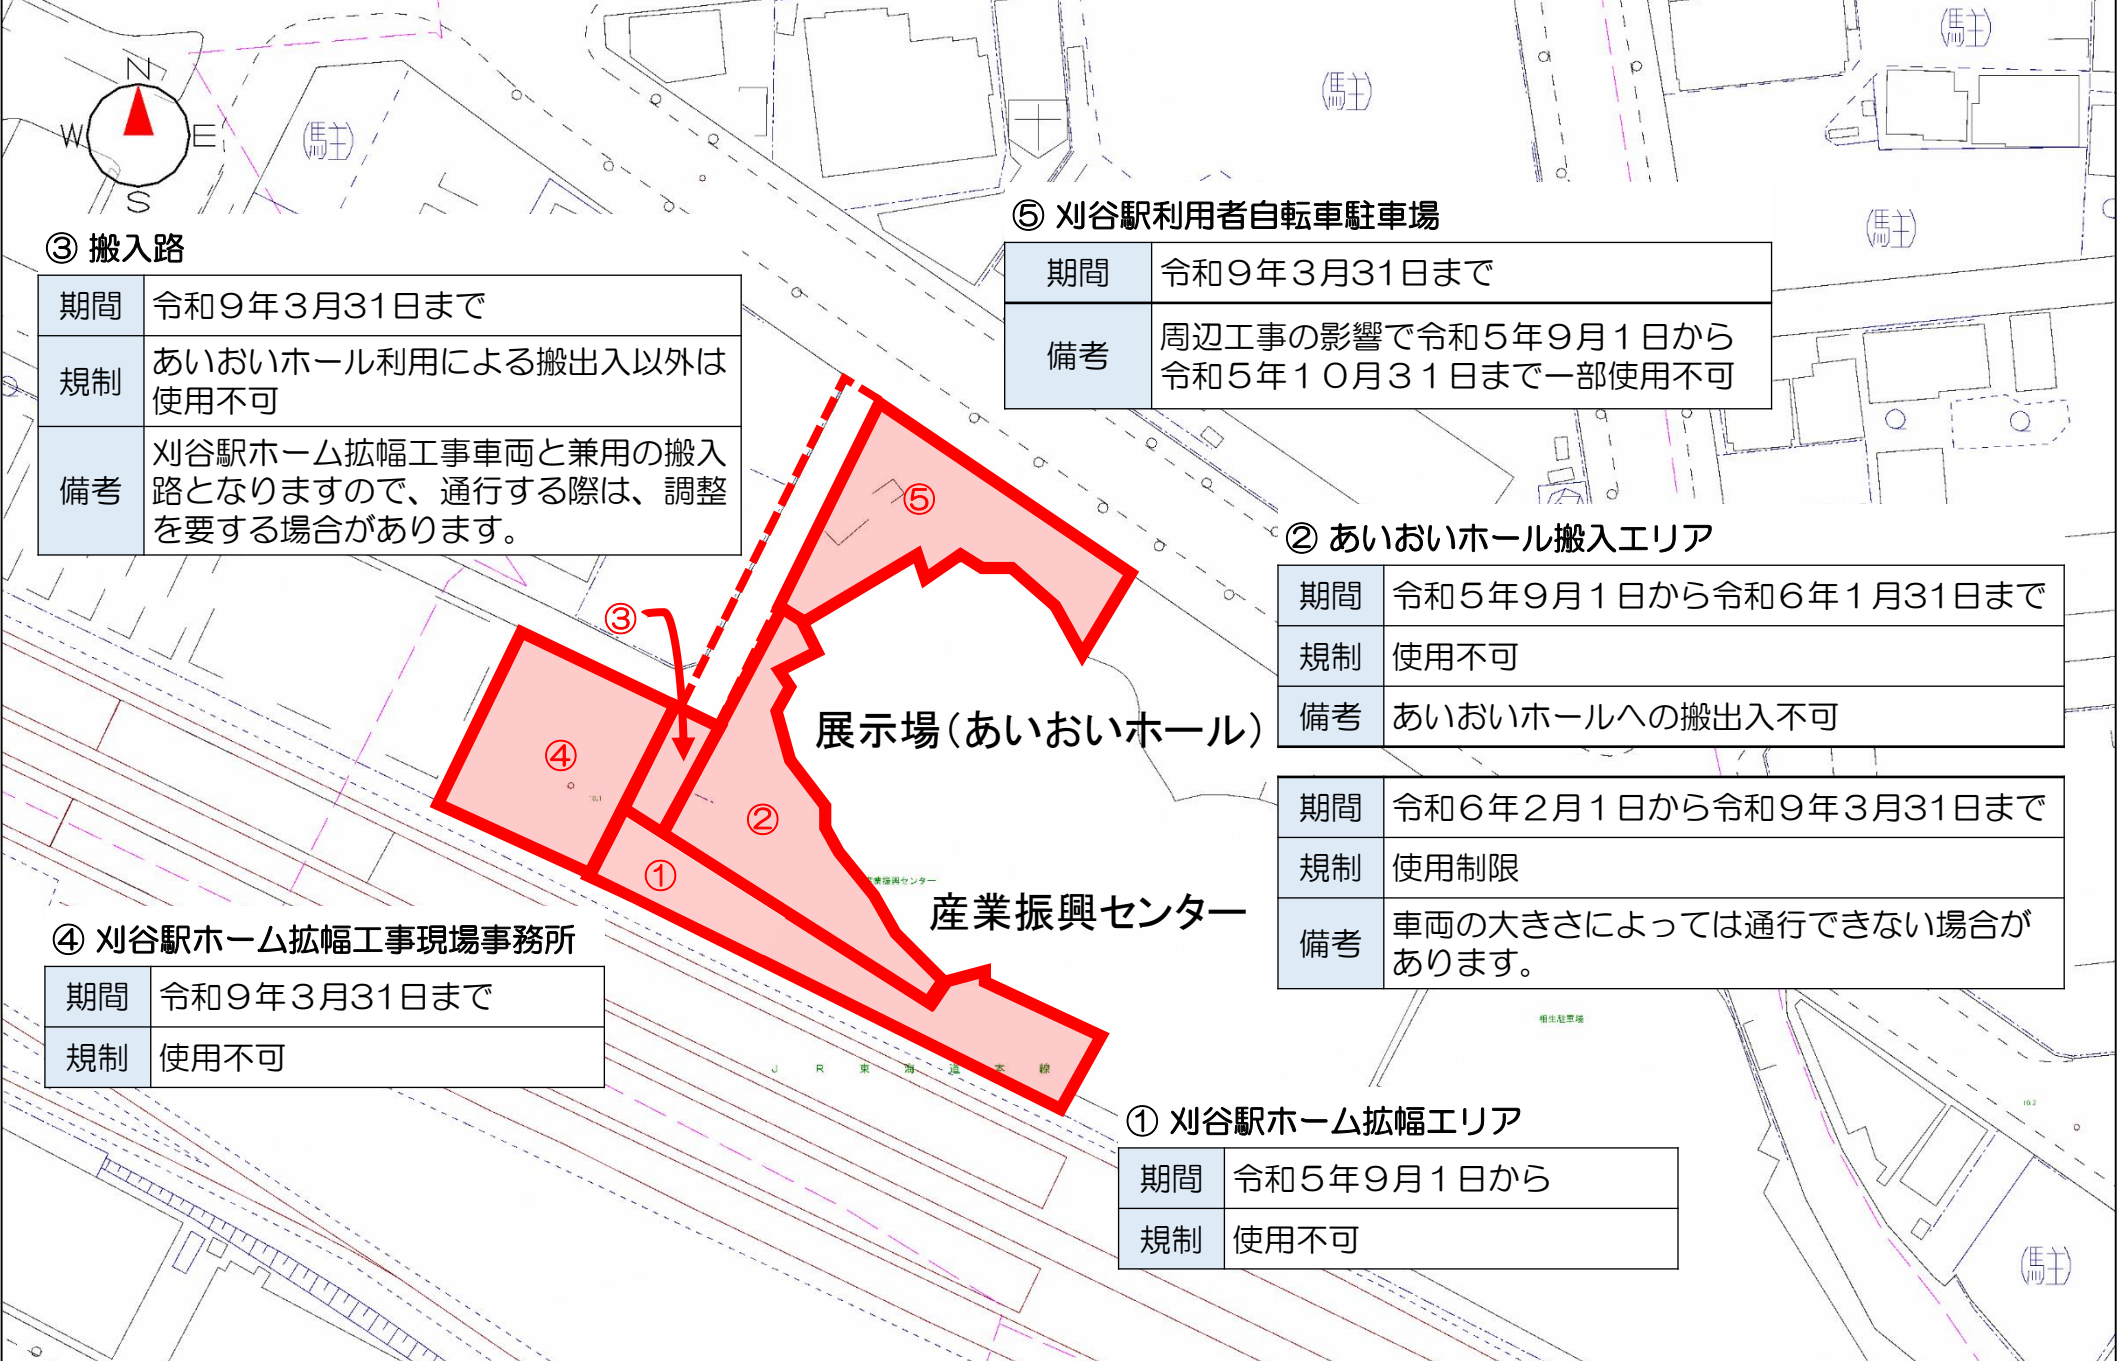 N
W
E
S
(駐)
(駐)
(駐)
(駐)
③ 搬入路
期間 令和９年３月31日まで
規制 あいおいホール利用による搬出入以外は
使用不可
備考 刈谷駅ホーム拡幅工事車両と兼用の搬入
路となりますので、通行する際は、調整
を要する場合があります。
⑤ 刈谷駅利用者自転車駐車場
期間 令和９年３月31日まで
備考 周辺工事の影響で令和５年９月１日から
令和５年１０月３１日まで一部使用不可
② あいおいホール搬入エリア
期間 令和５年９月１日から令和６年１月31日まで
規制 使用不可
備考 あいおいホールへの搬出入不可
期間 令和６年２月１日から令和９年３月31日まで
規制 使用制限
備考 車両の大きさによっては通行できない場合が
あります。
⑤
③
④
②
①
展示場（あいおいホール）
産業振興センター
産業振興センター
④ 刈谷駅ホーム拡幅工事現場事務所
期間 令和９年３月31日まで
規制 使用不可
ＪＲ東海道本線
相生駐車場
10.2
① 刈谷駅ホーム拡幅エリア
期間 令和５年９月１日から
規制 使用不可
(駐)